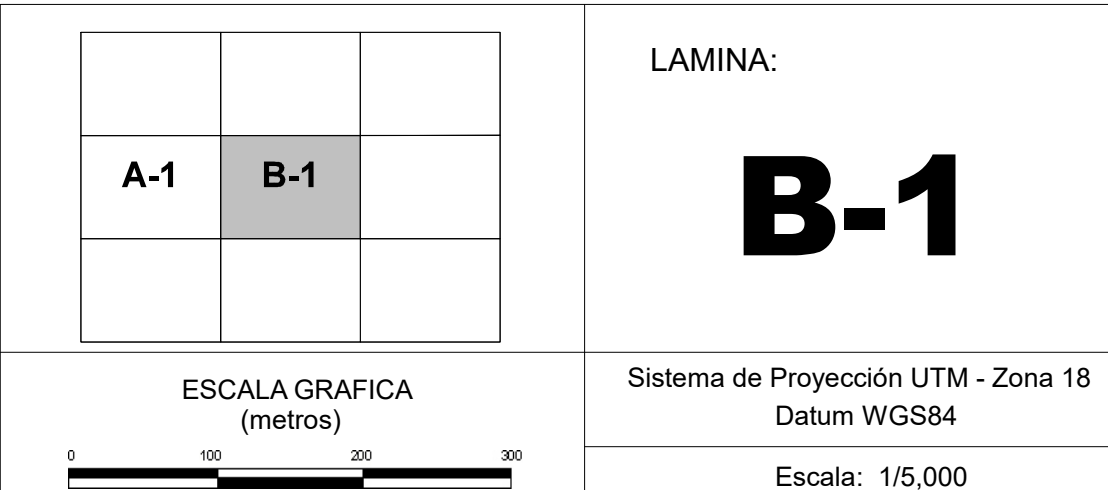 A-1 B-1
LAMINA:
B-1
ESCALA GRAFICA
(metros)
0 100 200 300
Sistema de Proyección UTM - Zona 18
Datum WGS84
Escala: 1/5,000